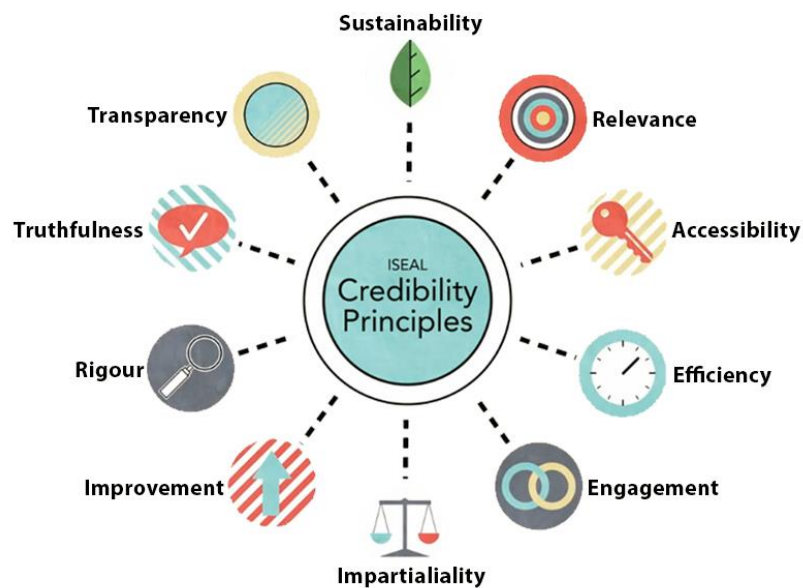 Sustainability
Transparency
Relevance
Truthfulness
Accessibility
ISEAL
Credibility
Principles
Rigour
Efficiency
Improvement
Engagement
Impartialiality